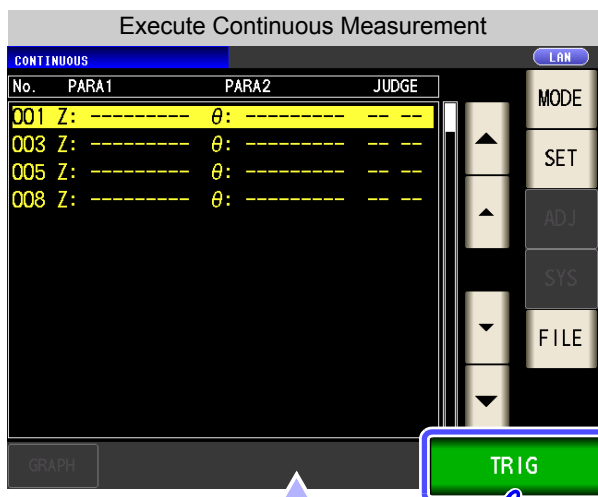 Execute Continuous Measurement
CONTINUOUS LAN
No. PARA1 PARA2 JUDGE
001 Z: --------- θ: --------- -- --
003 Z: --------- θ: --------- -- --
005 Z: --------- θ: --------- -- --
008 Z: --------- θ: --------- -- --
MODE
SET
ADJ
SYS
FILE
GRAPH
TRIG